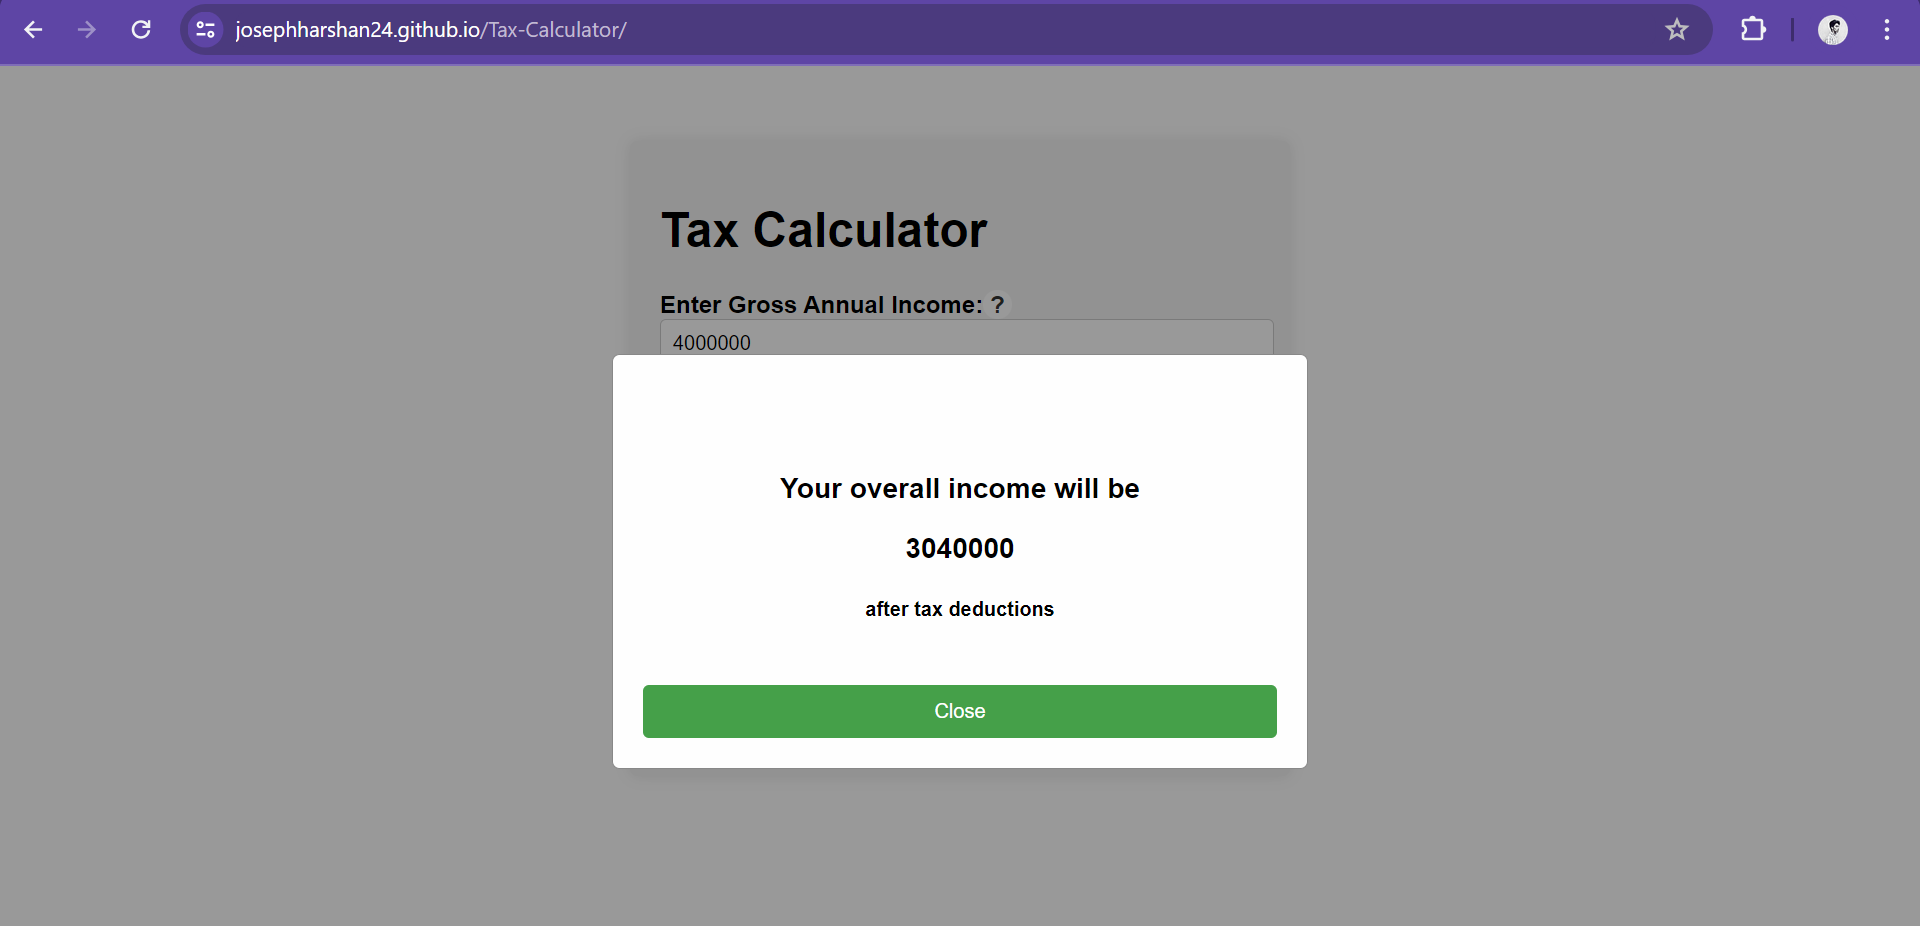 josephharshan24.github.io/Tax-Calculator/
Tax Calculator
Enter Gross Annual Income: ?
4000000
Your overall income will be
3040000
after tax deductions
Close